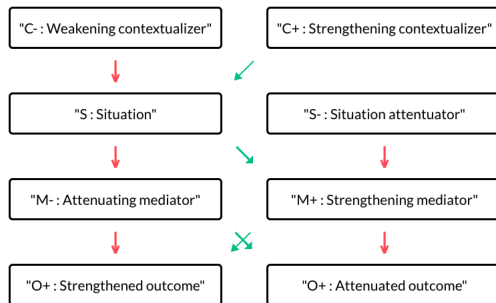 "C- : Weakening contextualizer"
"C+ : Strengthening contextualizer"
"S : Situation"
"S- : Situation attentuator"
"M- : Attenuating mediator"
"M+ : Strengthening mediator"
"O+ : Strengthened outcome"
"O+ : Attenuated outcome"